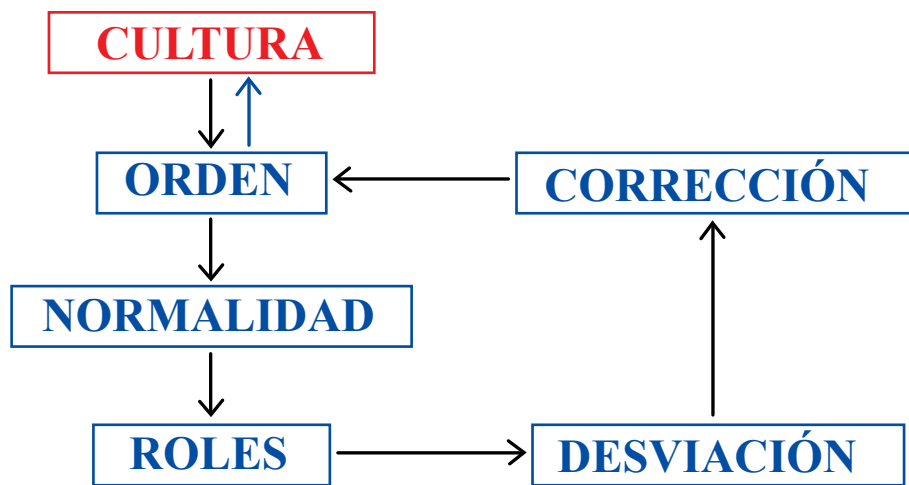 CULTURA
ORDEN
CORRECCIÓN
NORMALIDAD
ROLES
DESVIACIÓN